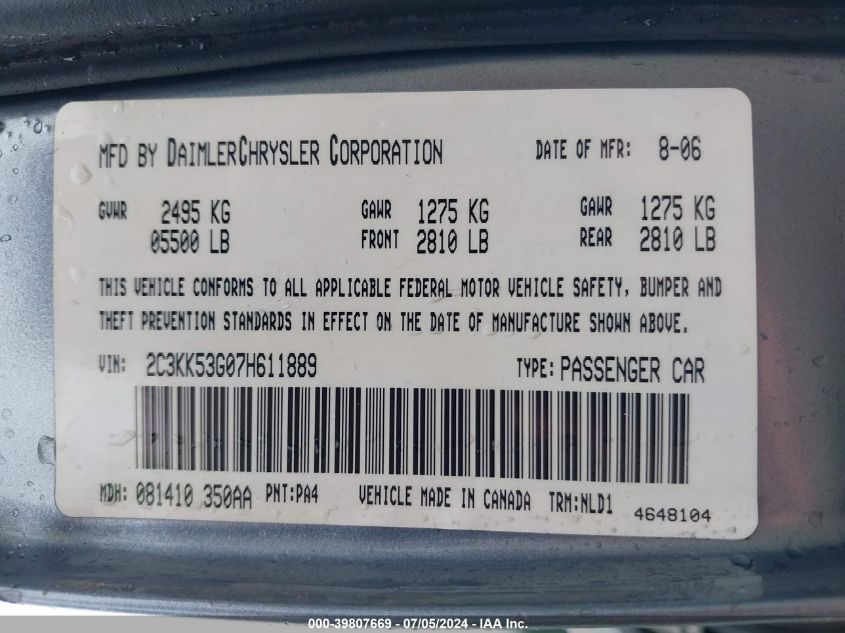 MFD BY DAIMLERCHRYSLER CORPORATION DATE OF MFR: 8-06
GVWR 2495 KG GAWR 1275 KG GAWR 1275 KG
05500 LB FRONT 2810 LB REAR 2810 LB
THIS VEHICLE CONFORMS TO ALL APPLICABLE FEDERAL MOTOR VEHICLE SAFETY, BUMPER AND
THEFT PREVENTION STANDARDS IN EFFECT ON THE DATE OF MANUFACTURE SHOWN ABOVE.
VIN: 2C3KK53G07H611889 TYPE: PASSENGER CAR
MDH: 081410 350AA PNT:PA4 VEHICLE MADE IN CANADA TRM:NLD1 4648104
000-39807669 - 07/05/2024 - IAA Inc.